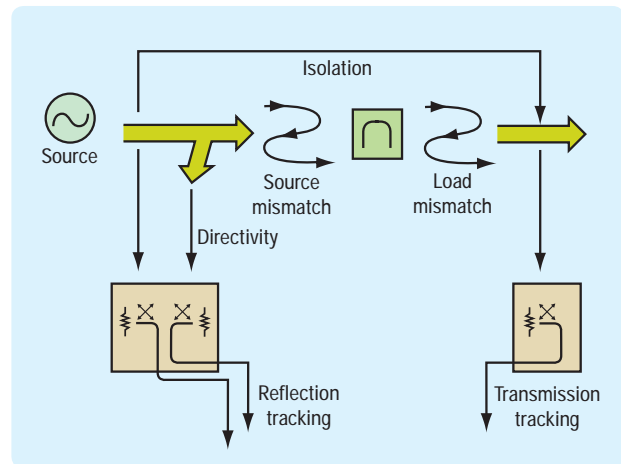 Isolation
Source
Source
mismatch
Load
mismatch
Directivity
Reflection
tracking
Transmission
tracking